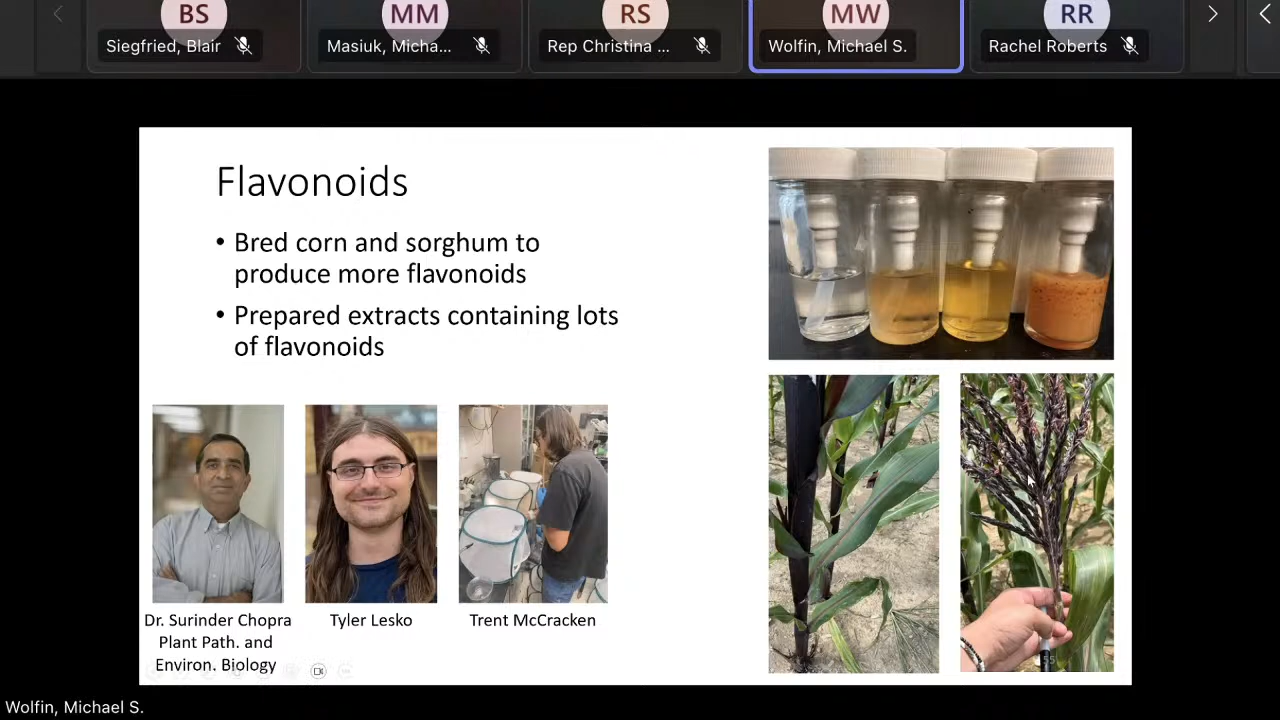 BS
MM
RS
MW
RR
Siegfried, Blair
Masiuk, Micha...
Rep Christina ...
Wolfin, Michael S.
Rachel Roberts
Flavonoids
• Bred corn and sorghum to
produce more flavonoids
• Prepared extracts containing lots
of flavonoids
Dr. Surinder Chopra
Plant Path. and
Environ. Biology
Tyler Lesko
Trent McCracken
55
Wolfin, Michael S.